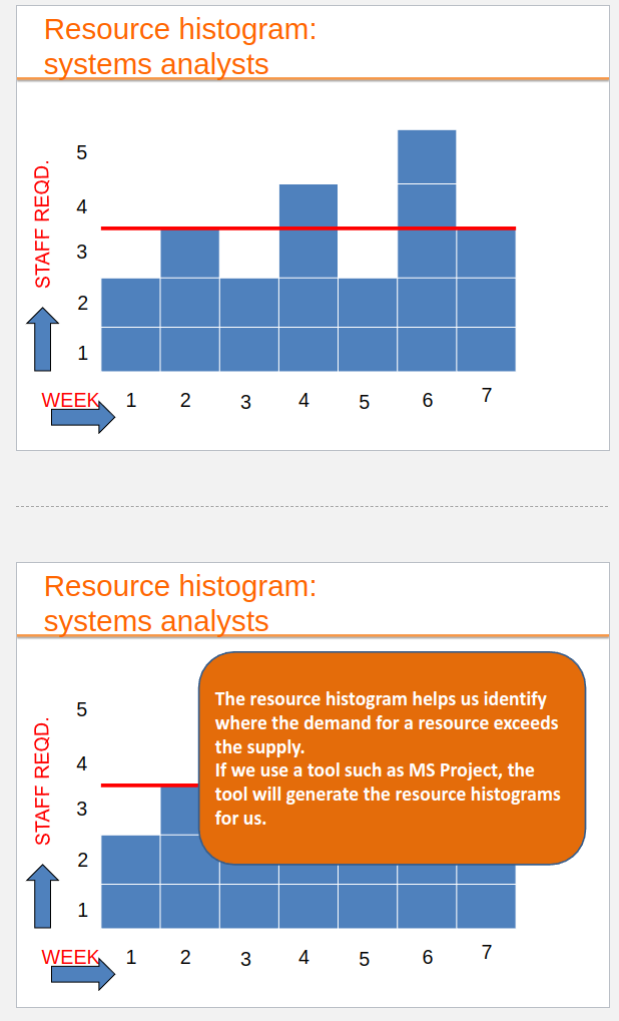 Resource histogram:
systems analysts
STAFF REQD.
5
4
3
2
1
WEEK 1 2 3 4 5 6 7
Resource histogram:
systems analysts
The resource histogram helps us identify
where the demand for a resource exceeds
the supply.
If we use a tool such as MS Project, the
tool will generate the resource histograms
for us.
STAFF REQD.
5
4
3
2
1
WEEK 1 2 3 4 5 6 7